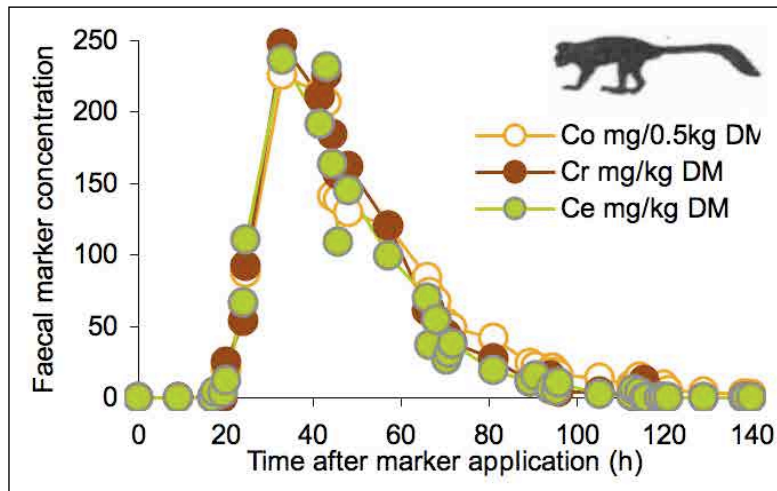 Faecal marker concentration
250
200
150
100
50
0
Co mg/0.5kg DM
Cr mg/kg DM
Ce mg/kg DM
0 20 40 60 80 100 120 140
Time after marker application (h)